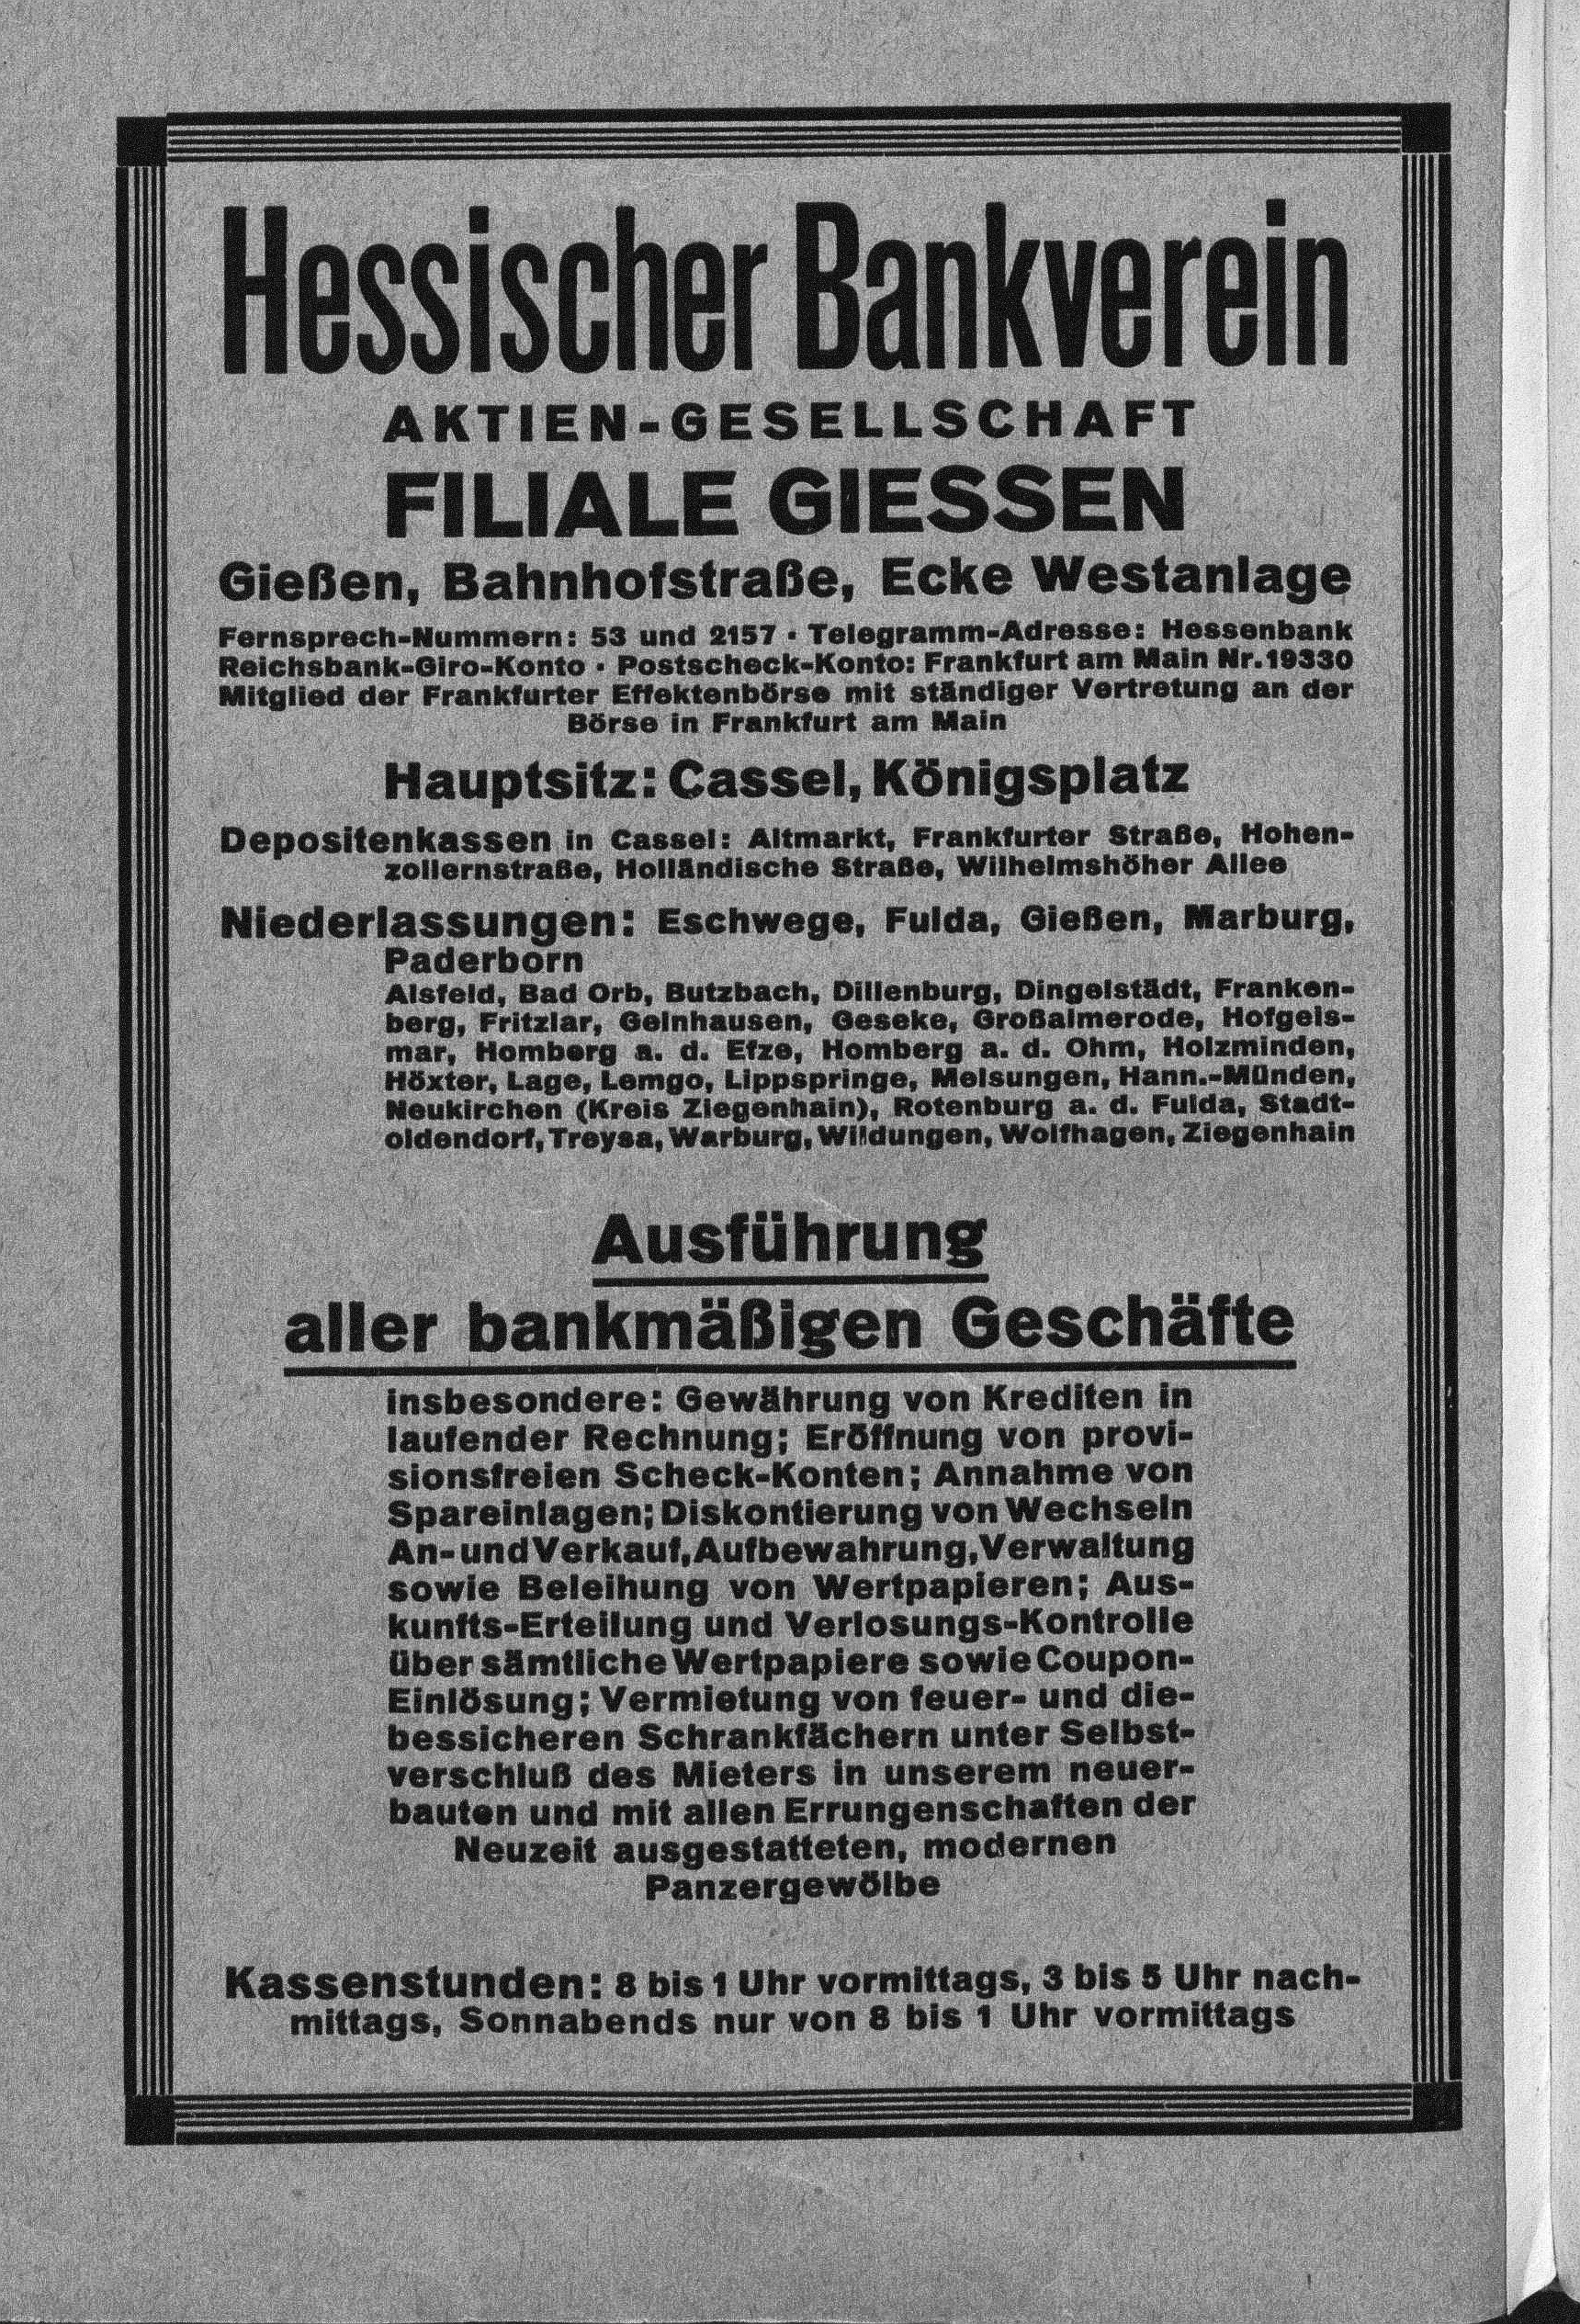 Hessischer Bankverein
AKTIEN-GESELLSCHAFT
FILIALE GIESSEN
Gießen, Bahnhofstraße, Ecke Westanlage
Fernsprech-Nummern: 53 und 2157 · Telegramm-Adresse: Hessenbank
Reichsbank-Giro-Konto · Postscheck-Konto: Frankfurt am Main Nr. 19330
Mitglied der Frankfurter Effektenbörse mit ständiger Vertretung an der
Börse in Frankfurt am Main
Hauptsitz: Cassel, Königsplatz
Depositenkassen in Cassel: Altmarkt, Frankfurter Straße, Hohen-
zollernstraße, Holländische Straße, Wilhelmshöher Allee
Niederlassungen: Eschwege, Fulda, Gießen, Marburg,
Paderborn
Alsfeld, Bad Orb, Butzbach, Dillenburg, Dingelstädt, Franken-
berg, Fritzlar, Gelnhausen, Geseke, Großalmerode, Hofgeis-
mar, Homberg a. d. Efze, Homberg a. d. Ohm, Holzminden,
Höxter, Lage, Lemgo, Lippspringe, Melsungen, Hann.-Münden,
Neukirchen (Kreis Ziegenhain), Rotenburg a. d. Fulda, Stadt-
oldendorf, Treysa, Warburg, Wildungen, Wolfhagen, Ziegenhain
Ausführung
aller bankmäßigen Geschäfte
insbesondere: Gewährung von Krediten in
laufender Rechnung; Eröffnung von provi-
sionsfreien Scheck-Konten; Annahme von
Spareinlagen; Diskontierung von Wechseln
An- und Verkauf, Aufbewahrung, Verwaltung
sowie Beleihung von Wertpapieren; Aus-
kunfts-Erteilung und Verlosungs-Kontrolle
über sämtliche Wertpapiere sowie Coupon-
Einlösung; Vermietung von feuer- und die-
bessicheren Schrankfächern unter Selbst-
verschluß des Mieters in unserem neuer-
bauten und mit allen Errungenschaften der
Neuzeit ausgestatteten, modernen
Panzergewölbe
Kassenstunden: 8 bis 1 Uhr vormittags, 3 bis 5 Uhr nach-
mittags, Sonnabends nur von 8 bis 1 Uhr vormittags